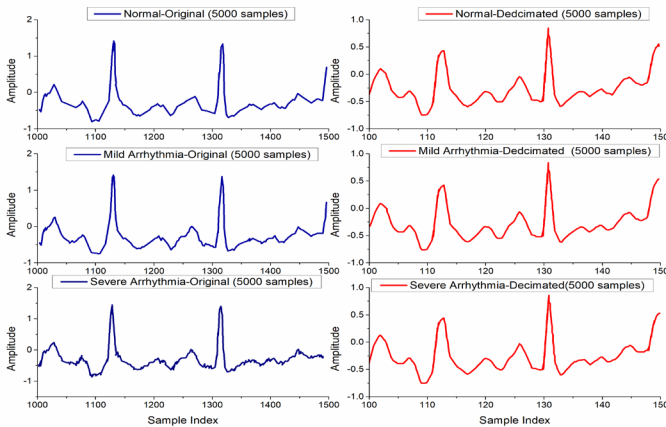 Normal-Original (5000 samples)
Amplitude
2
1
0
-1
1000 1100 1200 1300 1400 1500
Normal-Dedcimated (5000 samples)
Amplitude
1.0
0.5
0.0
-0.5
-1.0
100 110 120 130 140 150
Mild Arrhythmia-Original (5000 samples)
Amplitude
2
1
0
-1
1000 1100 1200 1300 1400 1500
Mild Arrhythmia-Dedcimated (5000 samples)
Amplitude
1.0
0.5
0.0
-0.5
-1.0
100 110 120 130 140 150
Severe Arrhythmia-Original (5000 samples)
Amplitude
2
1
0
-1
1000 1100 1200 1300 1400 1500
Sample Index
Severe Arrhythmia-Decimated(5000 samples)
Amplitude
1.0
0.5
0.0
-0.5
-1.0
100 110 120 130 140 150
Sample Index